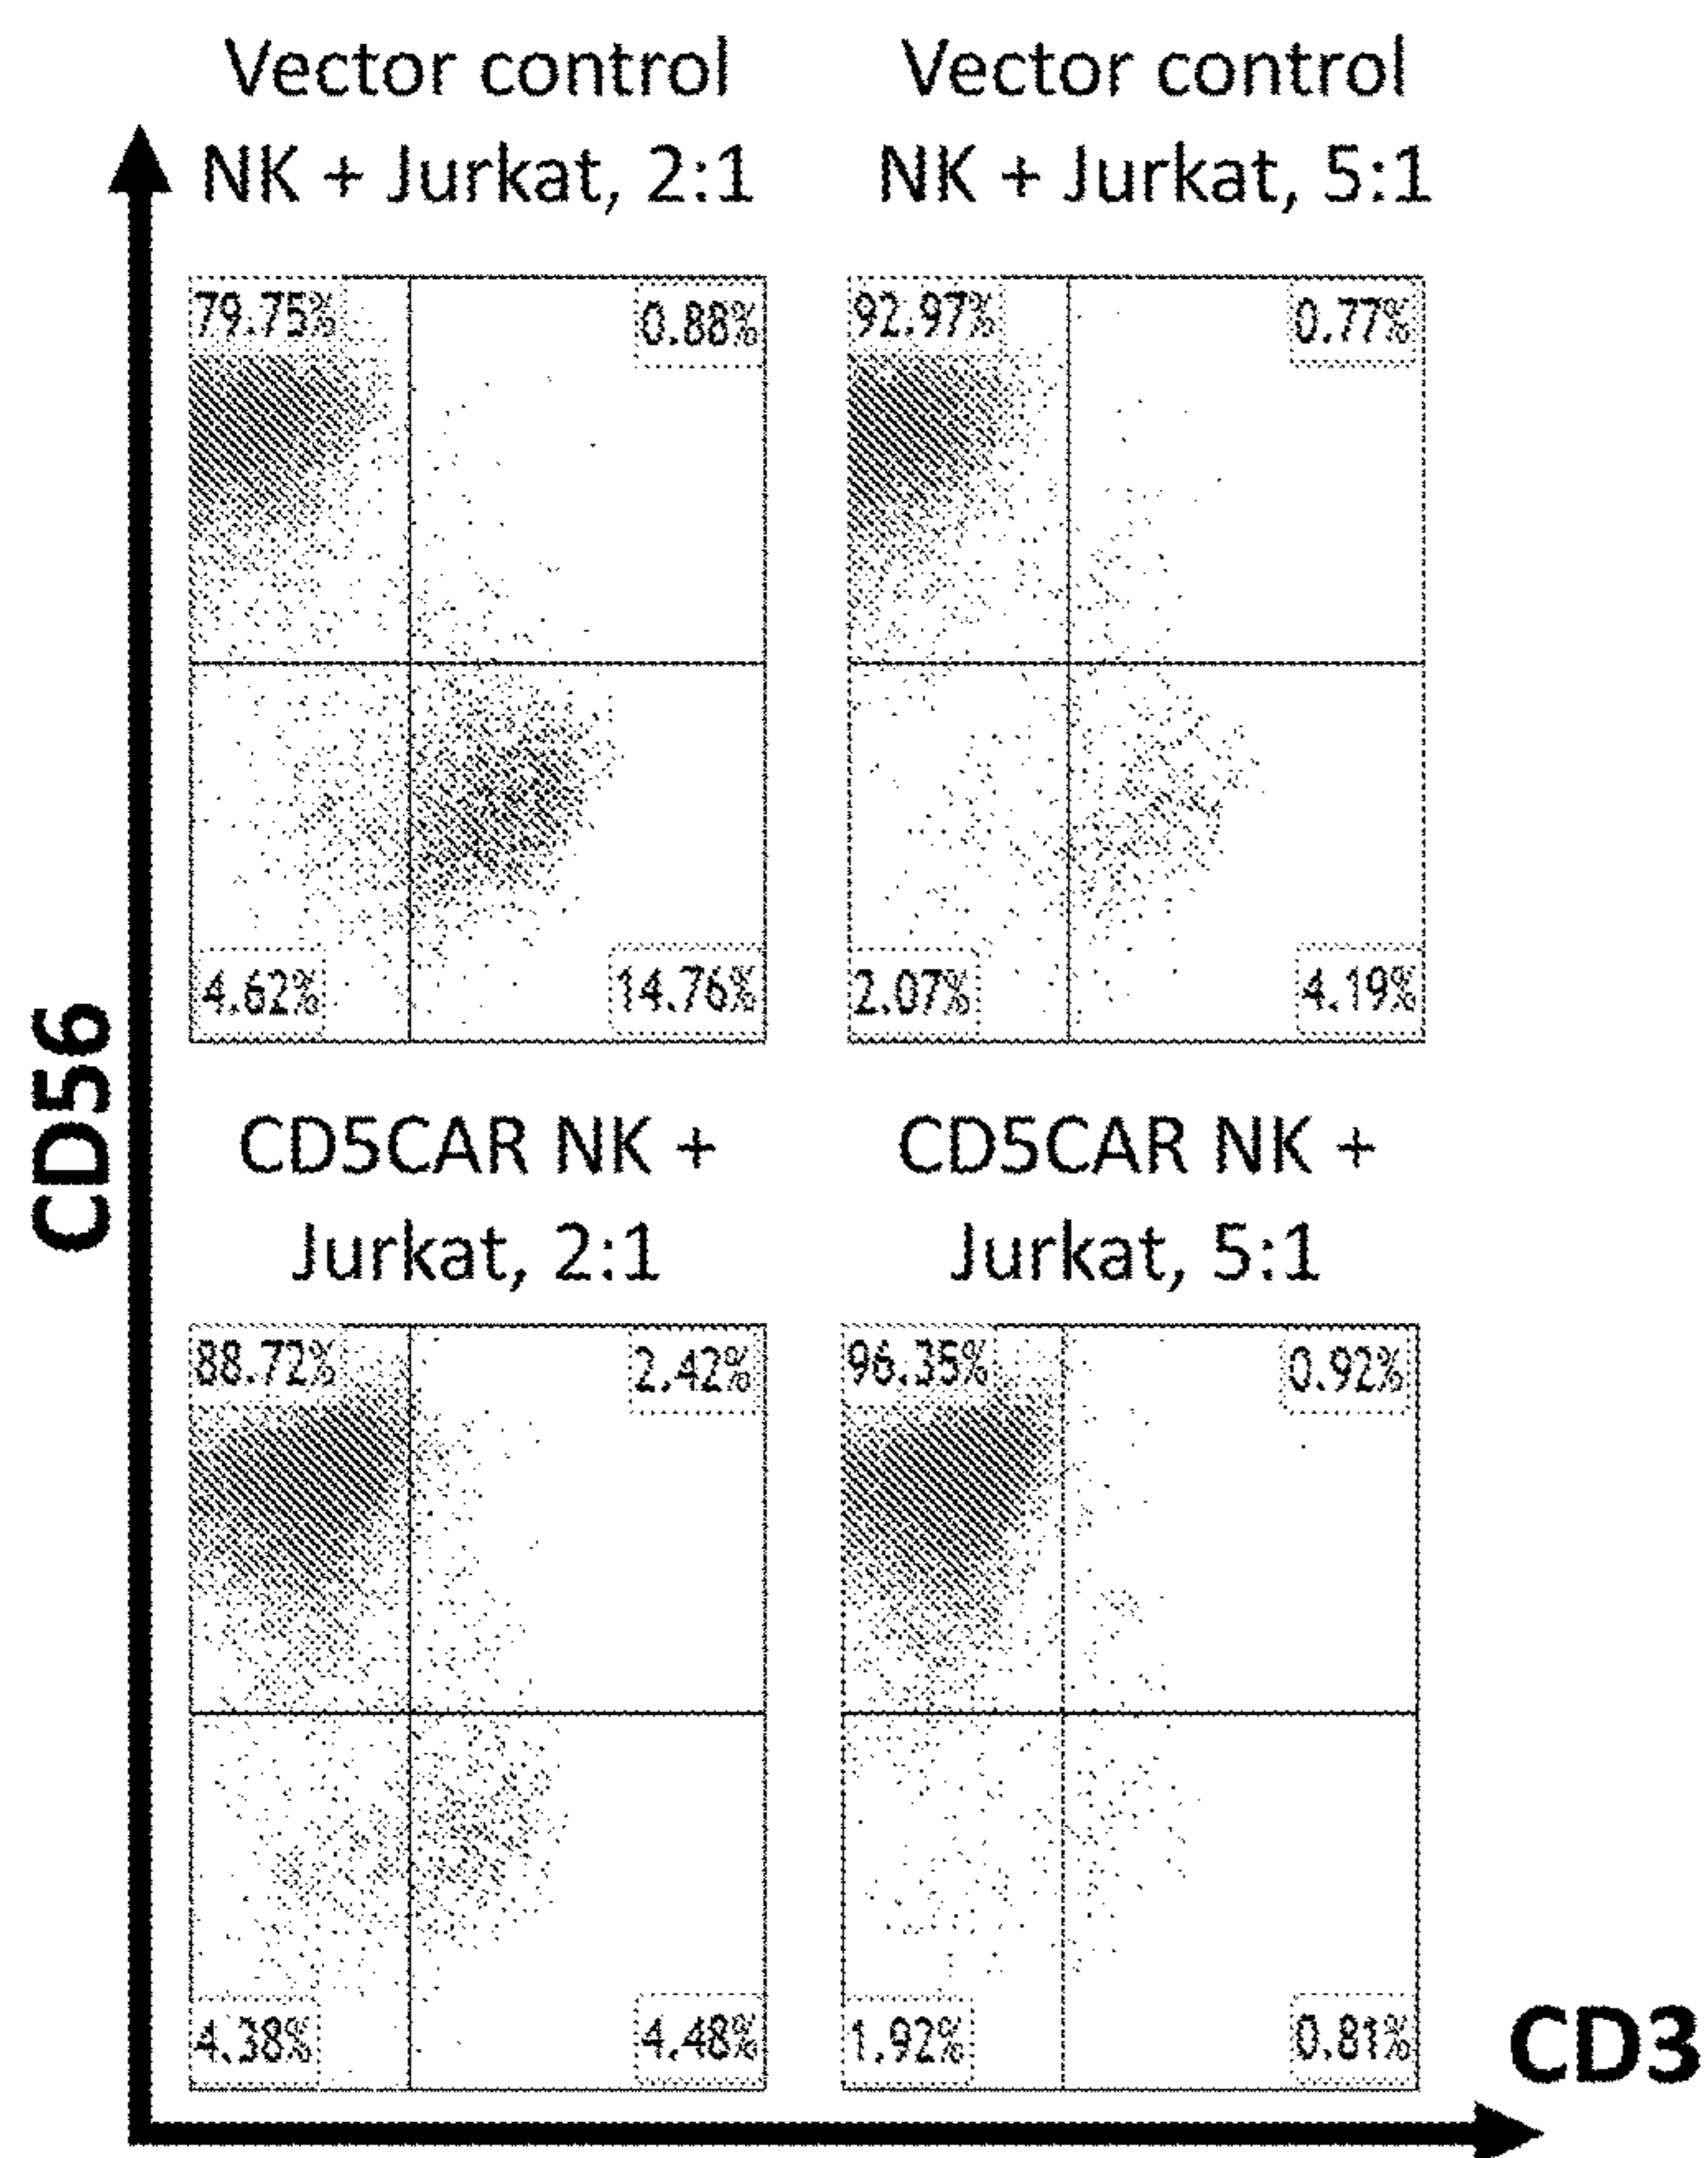 Vector control
NK + Jurkat, 2:1
Vector control
NK + Jurkat, 5:1
79.75%
0.88%
4.62%
14.76%
92.97%
0.77%
2.07%
4.19%
CD56
CD5CAR NK +
Jurkat, 2:1
CD5CAR NK +
Jurkat, 5:1
88.72%
2.42%
4.38%
4.48%
96.35%
0.92%
1.92%
0.81%
CD3